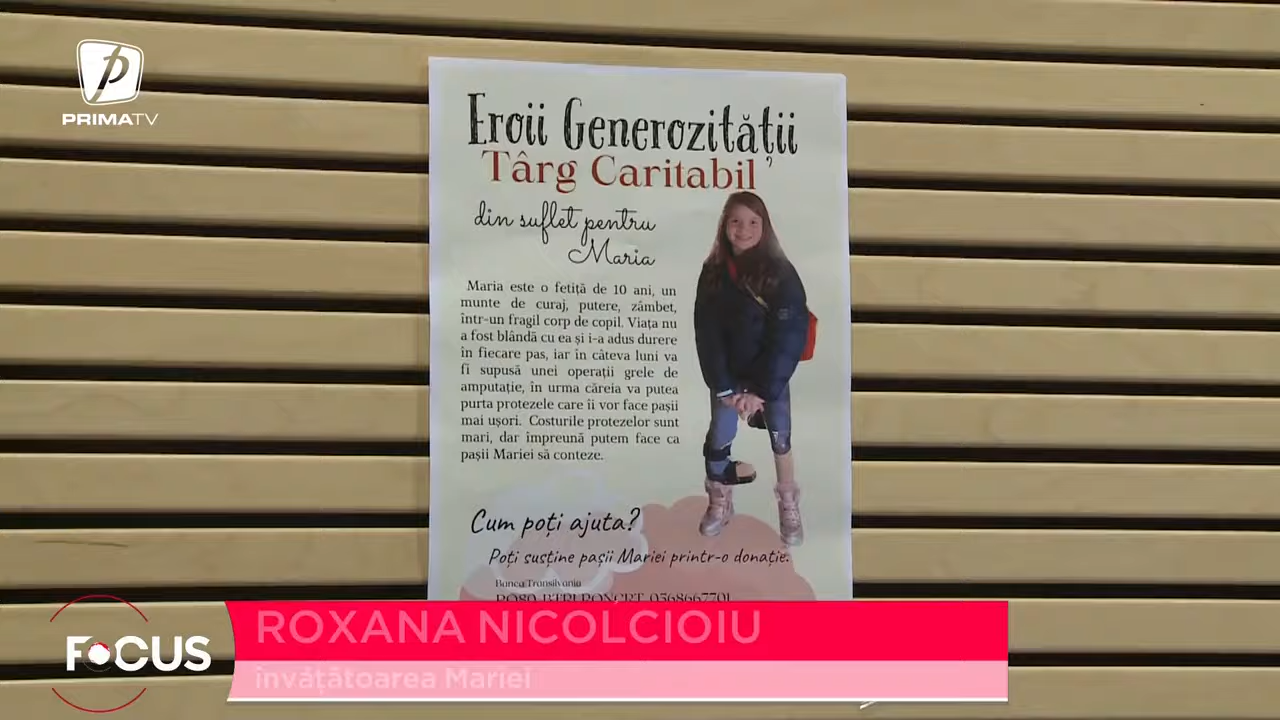 PRIMATV
Eroii Generozității
Târg Caritabil
din suflet pentru
Maria
Maria este o fetiță de 10 ani, un
munte de curaj, putere, zâmbet,
într-un fragil corp de copil. Viața nu
a fost blândă cu ea și i-a adus durere
în fiecare pas, iar în câteva luni va
fi supusă unei operații grele de
amputație, în urma căreia va putea
purta protezele care îi vor face pașii
mai ușori. Costurile protezelor sunt
mari, dar împreună putem face ca
pașii Mariei să conteze.
Cum poți ajuta?
Poți susține pașii Mariei printr-o donație.
Banca Transilvania
FOCUS
ROXANA NICOLCIOIU
învățătoarea Mariei